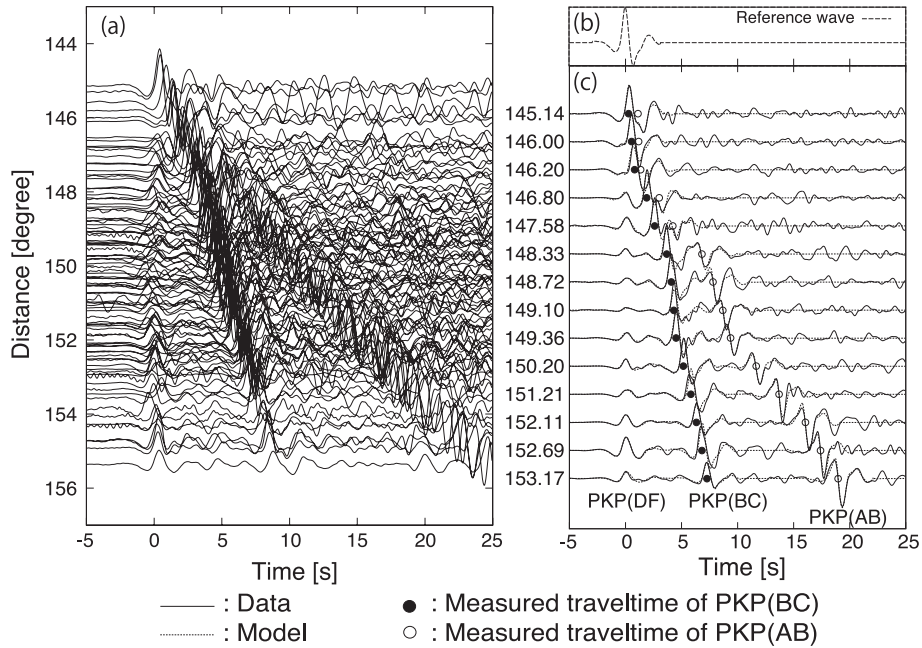 (a)
144
146
148
150
152
154
156
Distance [degree]
-5 0 5 10 15 20 25
Time [s]
(b)
Reference wave
(c)
145.14
146.00
146.20
146.80
147.58
148.33
148.72
149.10
149.36
150.20
151.21
152.11
152.69
153.17
PKP(DF) PKP(BC) PKP(AB)
-5 0 5 10 15 20 25
Time [s]
: Data
: Measured traveltime of PKP(BC)
: Model
: Measured traveltime of PKP(AB)